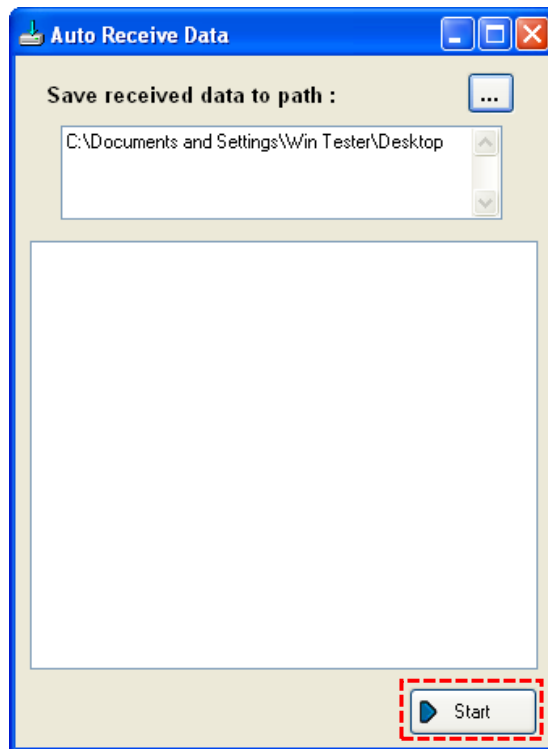 Auto Receive Data
Save received data to path :
...
C:\Documents and Settings\Win Tester\Desktop
Start